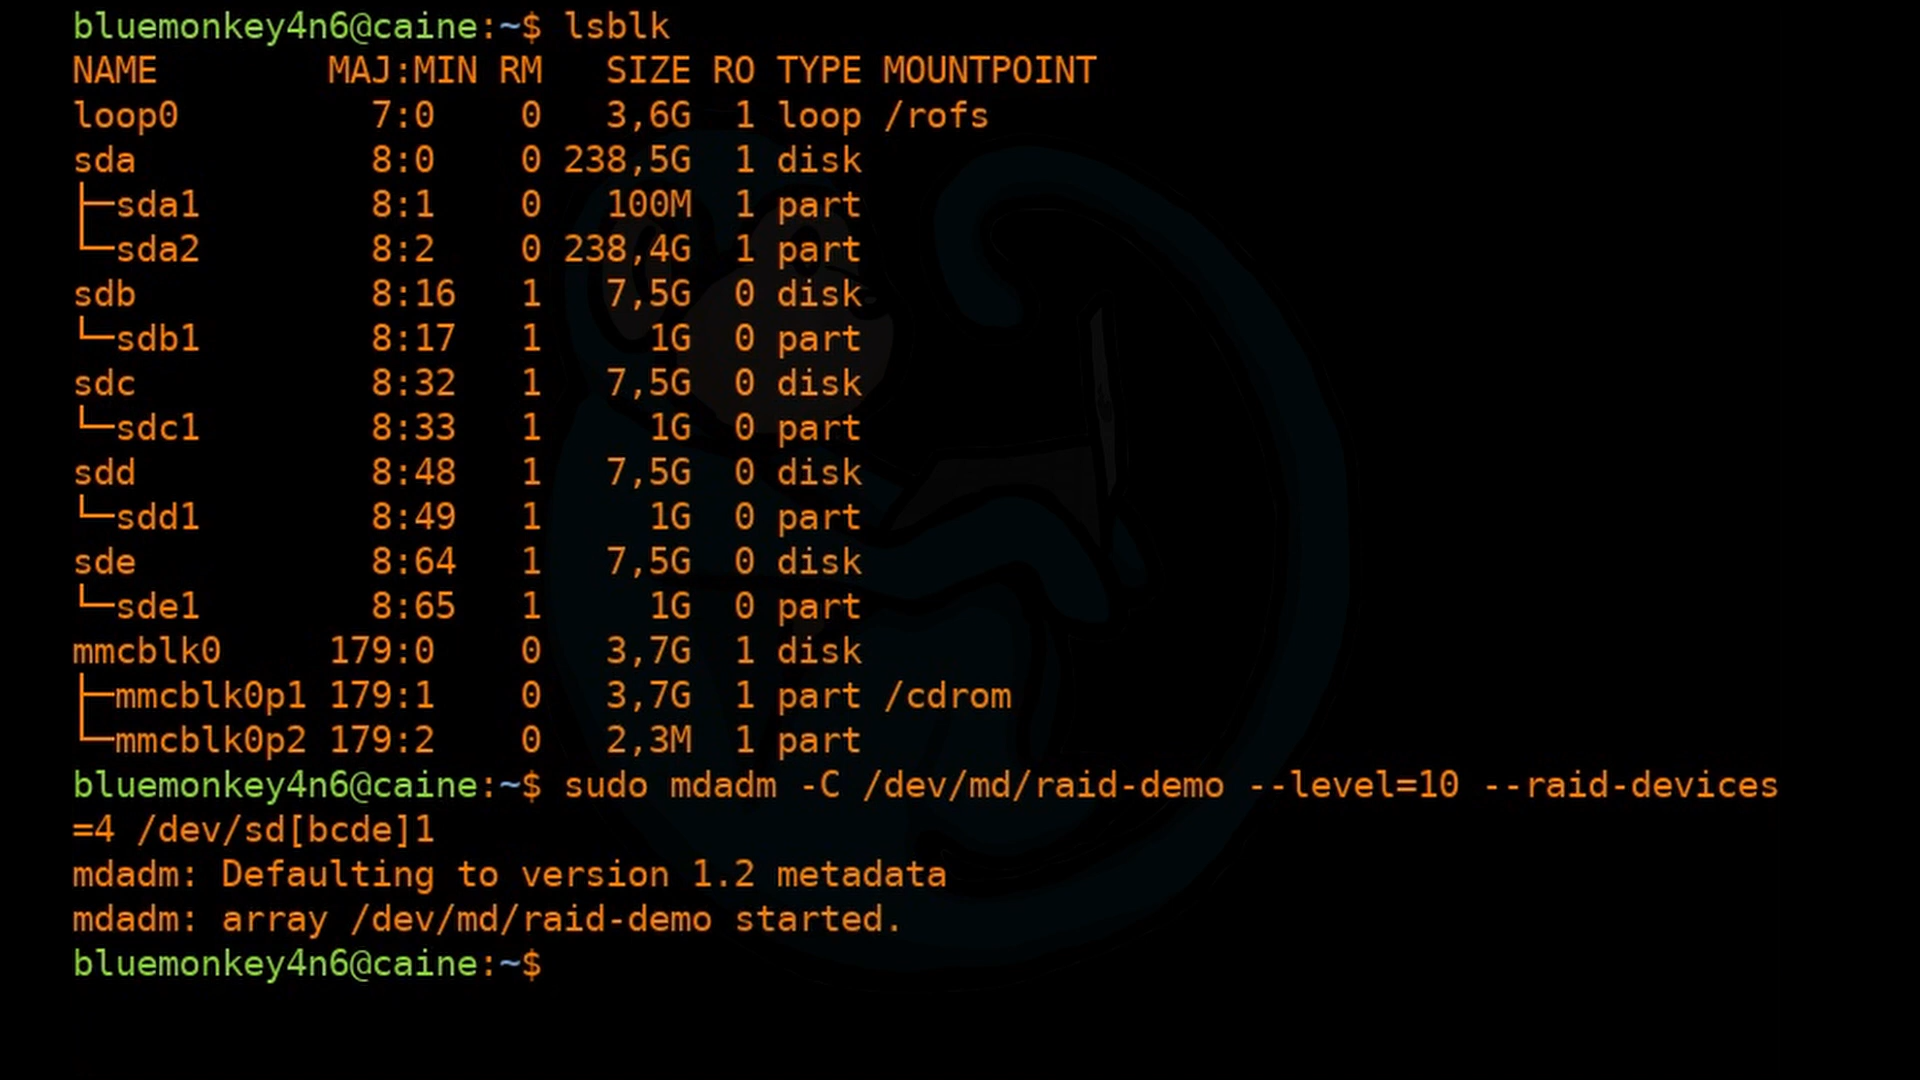 bluemonkey4n6@caine:~$ lsblk
NAME        MAJ:MIN RM   SIZE RO TYPE MOUNTPOINT
loop0         7:0    0   3,6G  1 loop /rofs
sda           8:0    0 238,5G  1 disk
├─sda1        8:1    0   100M  1 part
└─sda2        8:2    0 238,4G  1 part
sdb           8:16   1   7,5G  0 disk
└─sdb1        8:17   1     1G  0 part
sdc           8:32   1   7,5G  0 disk
└─sdc1        8:33   1     1G  0 part
sdd           8:48   1   7,5G  0 disk
└─sdd1        8:49   1     1G  0 part
sde           8:64   1   7,5G  0 disk
└─sde1        8:65   1     1G  0 part
mmcblk0     179:0    0   3,7G  1 disk
├─mmcblk0p1 179:1    0   3,7G  1 part /cdrom
└─mmcblk0p2 179:2    0   2,3M  1 part
bluemonkey4n6@caine:~$ sudo mdadm -C /dev/md/raid-demo --level=10 --raid-devices
=4 /dev/sd[bcde]1
mdadm: Defaulting to version 1.2 metadata
mdadm: array /dev/md/raid-demo started.
bluemonkey4n6@caine:~$